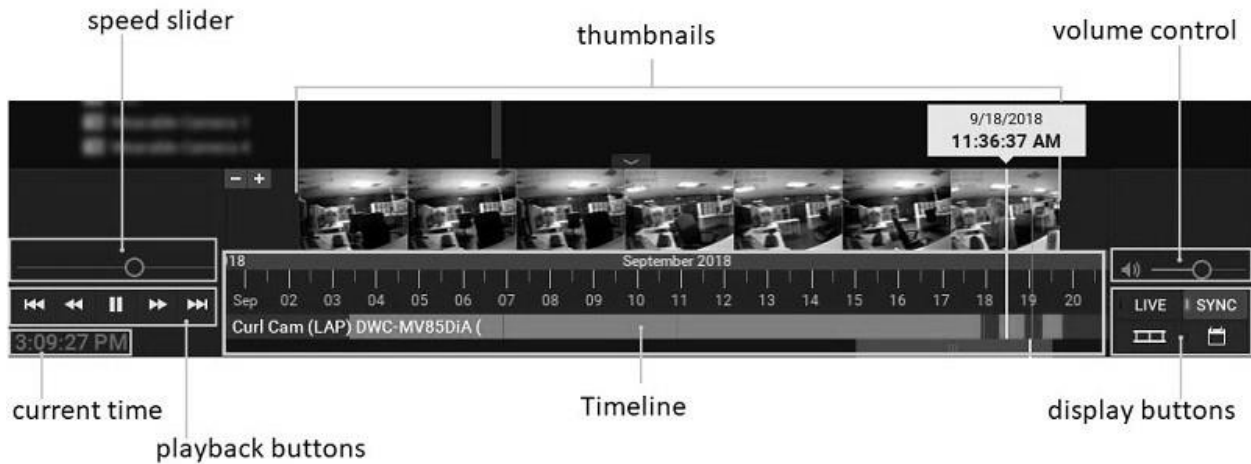 speed slider
thumbnails
volume control
9/18/2018
11:36:37 AM
- +
18
September 2018
Sep 02 03 04 05 06 07 08 09 10 11 12 13 14 15 16 17 18 19 20
LIVE SYNC
Curl Cam (LAP) DWC-MV85DiA (
3:09:27 PM
current time
Timeline
display buttons
playback buttons